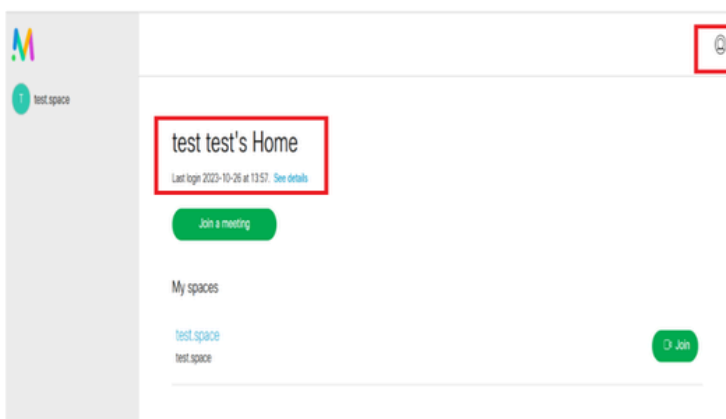 M
T test.space
test test's Home
Last login 2023-10-26 at 13:57. See details
Join a meeting
My spaces
test.space
Join
test.space